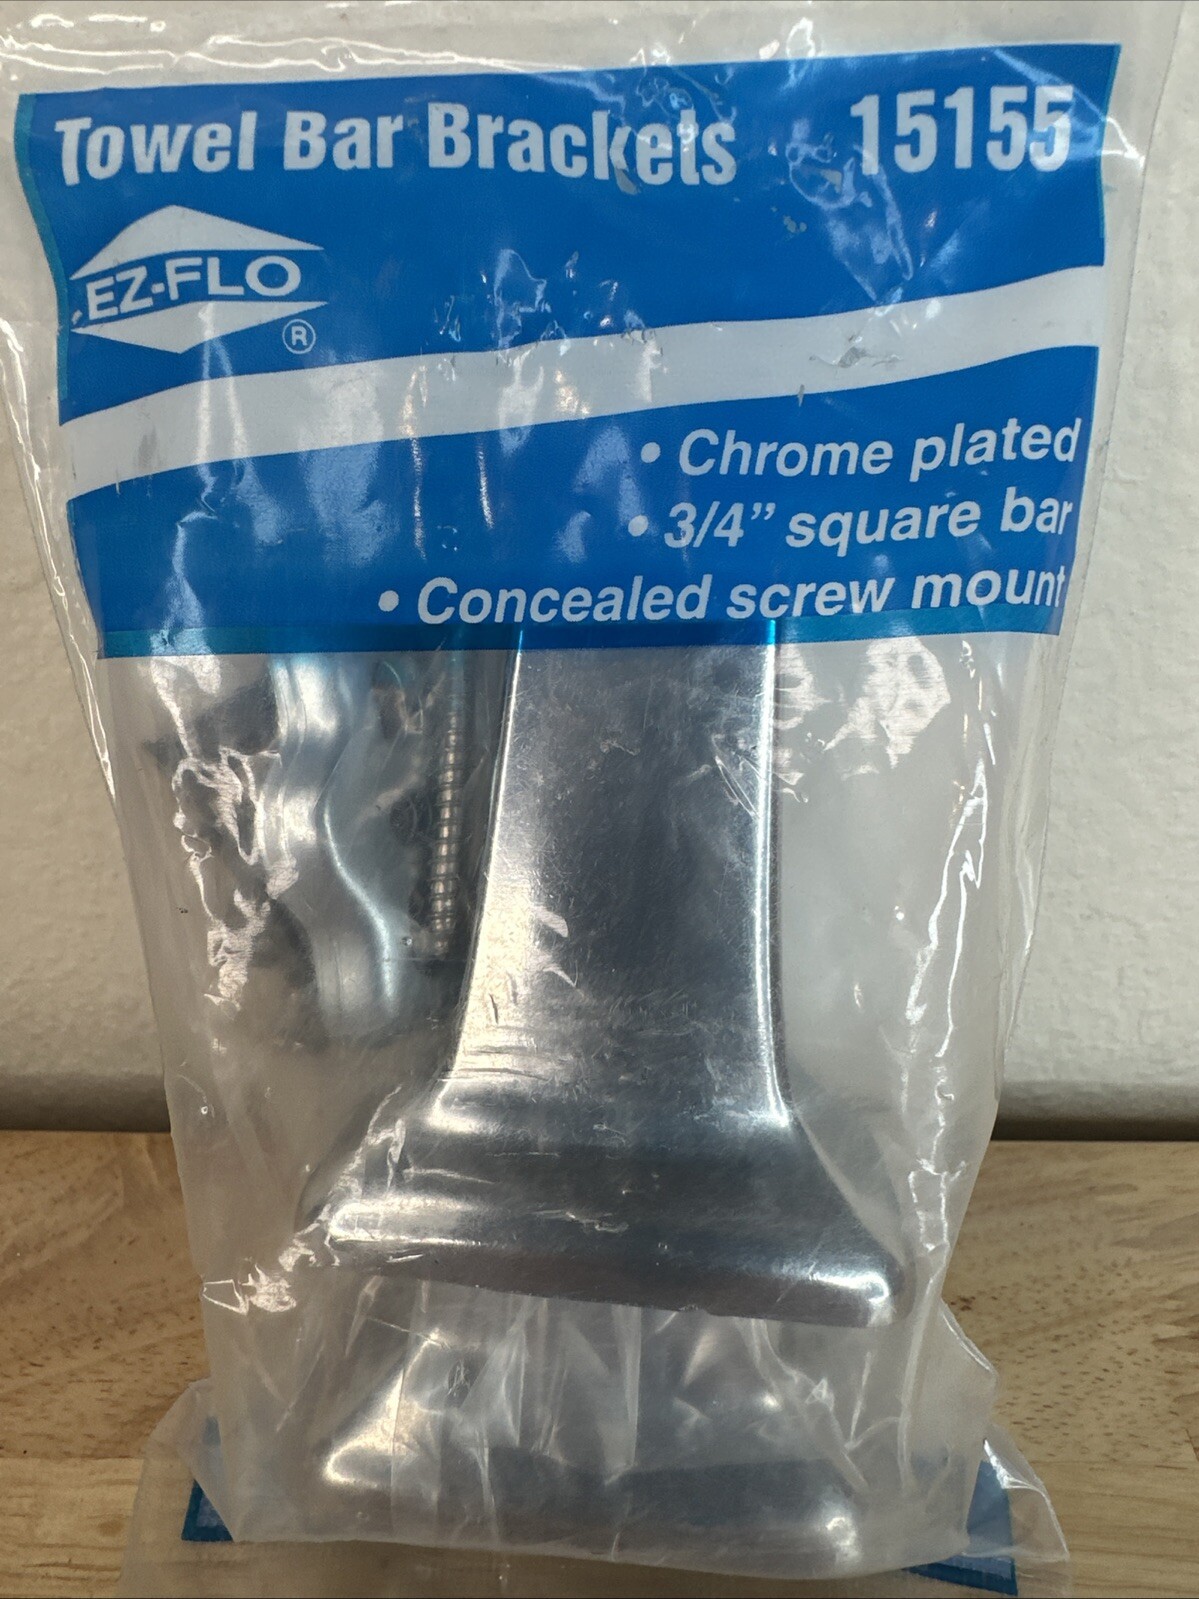 Towel Bar Brackets 15155
EZ-FLO
®
• Chrome plated
• 3/4” square bar
• Concealed screw mount